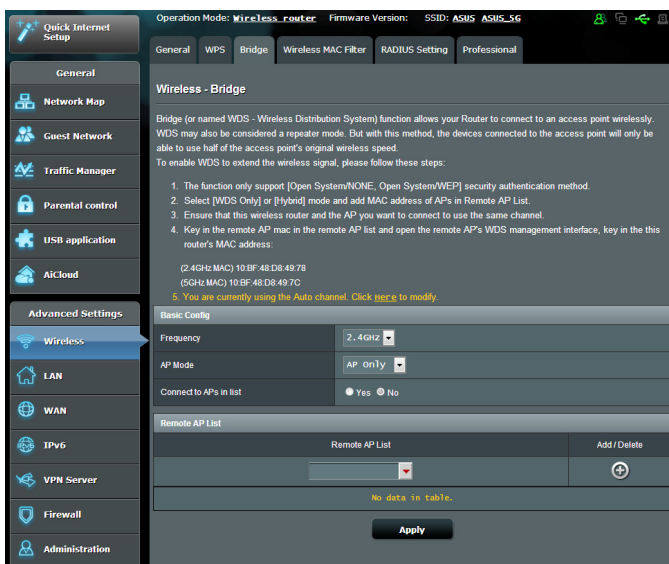 Quick Internet
Setup
Operation Mode: Wireless router Firmware Version: SSID: ASUS ASUS_5G
General WPS Bridge Wireless MAC Filter RADIUS Setting Professional
General
Network Map
Guest Network
Traffic Manager
Parental control
USB application
AiCloud
Advanced Settings
Wireless
LAN
WAN
IPv6
VPN Server
Firewall
Administration
Wireless - Bridge
Bridge (or named WDS - Wireless Distribution System) function allows your Router to connect to an access point wirelessly.
WDS may also be considered a repeater mode. But with this method, the devices connected to the access point will only be
able to use half of the access point's original wireless speed.
To enable WDS to extend the wireless signal, please follow these steps:
1. The function only support [Open System/NONE, Open System/WEP] security authentication method.
2. Select [WDS Only] or [Hybrid] mode and add MAC address of APs in Remote AP List.
3. Ensure that this wireless router and the AP you want to connect to use the same channel.
4. Key in the remote AP mac in the remote AP list and open the remote AP's WDS management interface, key in the this
router's MAC address:
(2.4GHz MAC) 10:BF:48:D8:49:78
(5GHz MAC) 10:BF:48:D8:49:7C
5. You are currently using the Auto channel. Click Here to modify.
Basic Config
Frequency 2.4GHz
AP Mode AP Only
Connect to APs in list Yes No
Remote AP List
Remote AP List Add / Delete
No data in table.
Apply